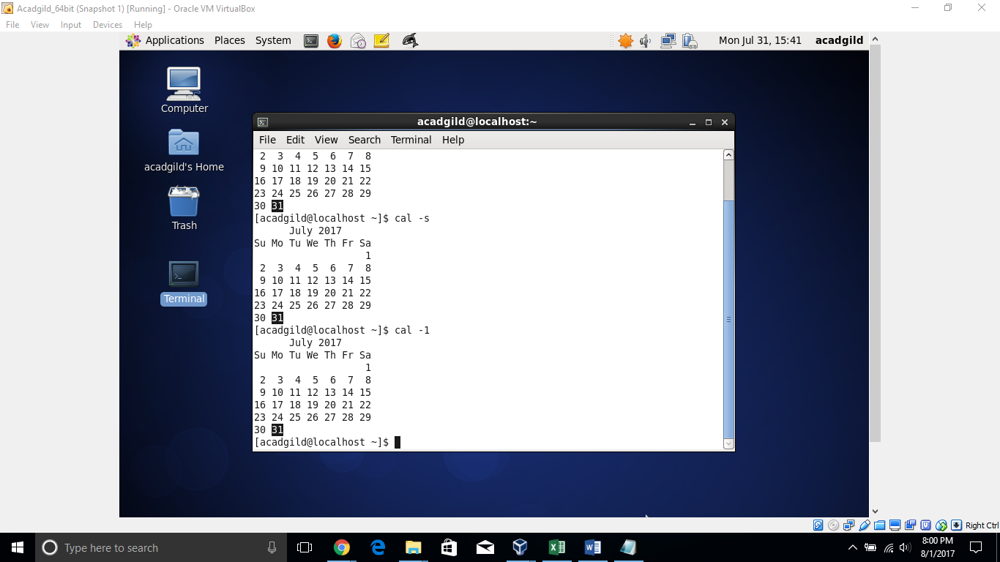 Acadgild_64bit (Snapshot 1) [Running] - Oracle VM VirtualBox
File View Input Devices Help
Applications Places System Mon Jul 31, 15:41 acadgild
Computer
acadgild's Home
Trash
Terminal
acadgild@localhost:~
File Edit View Search Terminal Help
 2  3  4  5  6  7  8
 9 10 11 12 13 14 15
16 17 18 19 20 21 22
23 24 25 26 27 28 29
30 31
[acadgild@localhost ~]$ cal -s
      July 2017
Su Mo Tu We Th Fr Sa
                   1
 2  3  4  5  6  7  8
 9 10 11 12 13 14 15
16 17 18 19 20 21 22
23 24 25 26 27 28 29
30 31
[acadgild@localhost ~]$ cal -1
      July 2017
Su Mo Tu We Th Fr Sa
                   1
 2  3  4  5  6  7  8
 9 10 11 12 13 14 15
16 17 18 19 20 21 22
23 24 25 26 27 28 29
30 31
[acadgild@localhost ~]$
Right Ctrl
Type here to search
8:00 PM
8/1/2017